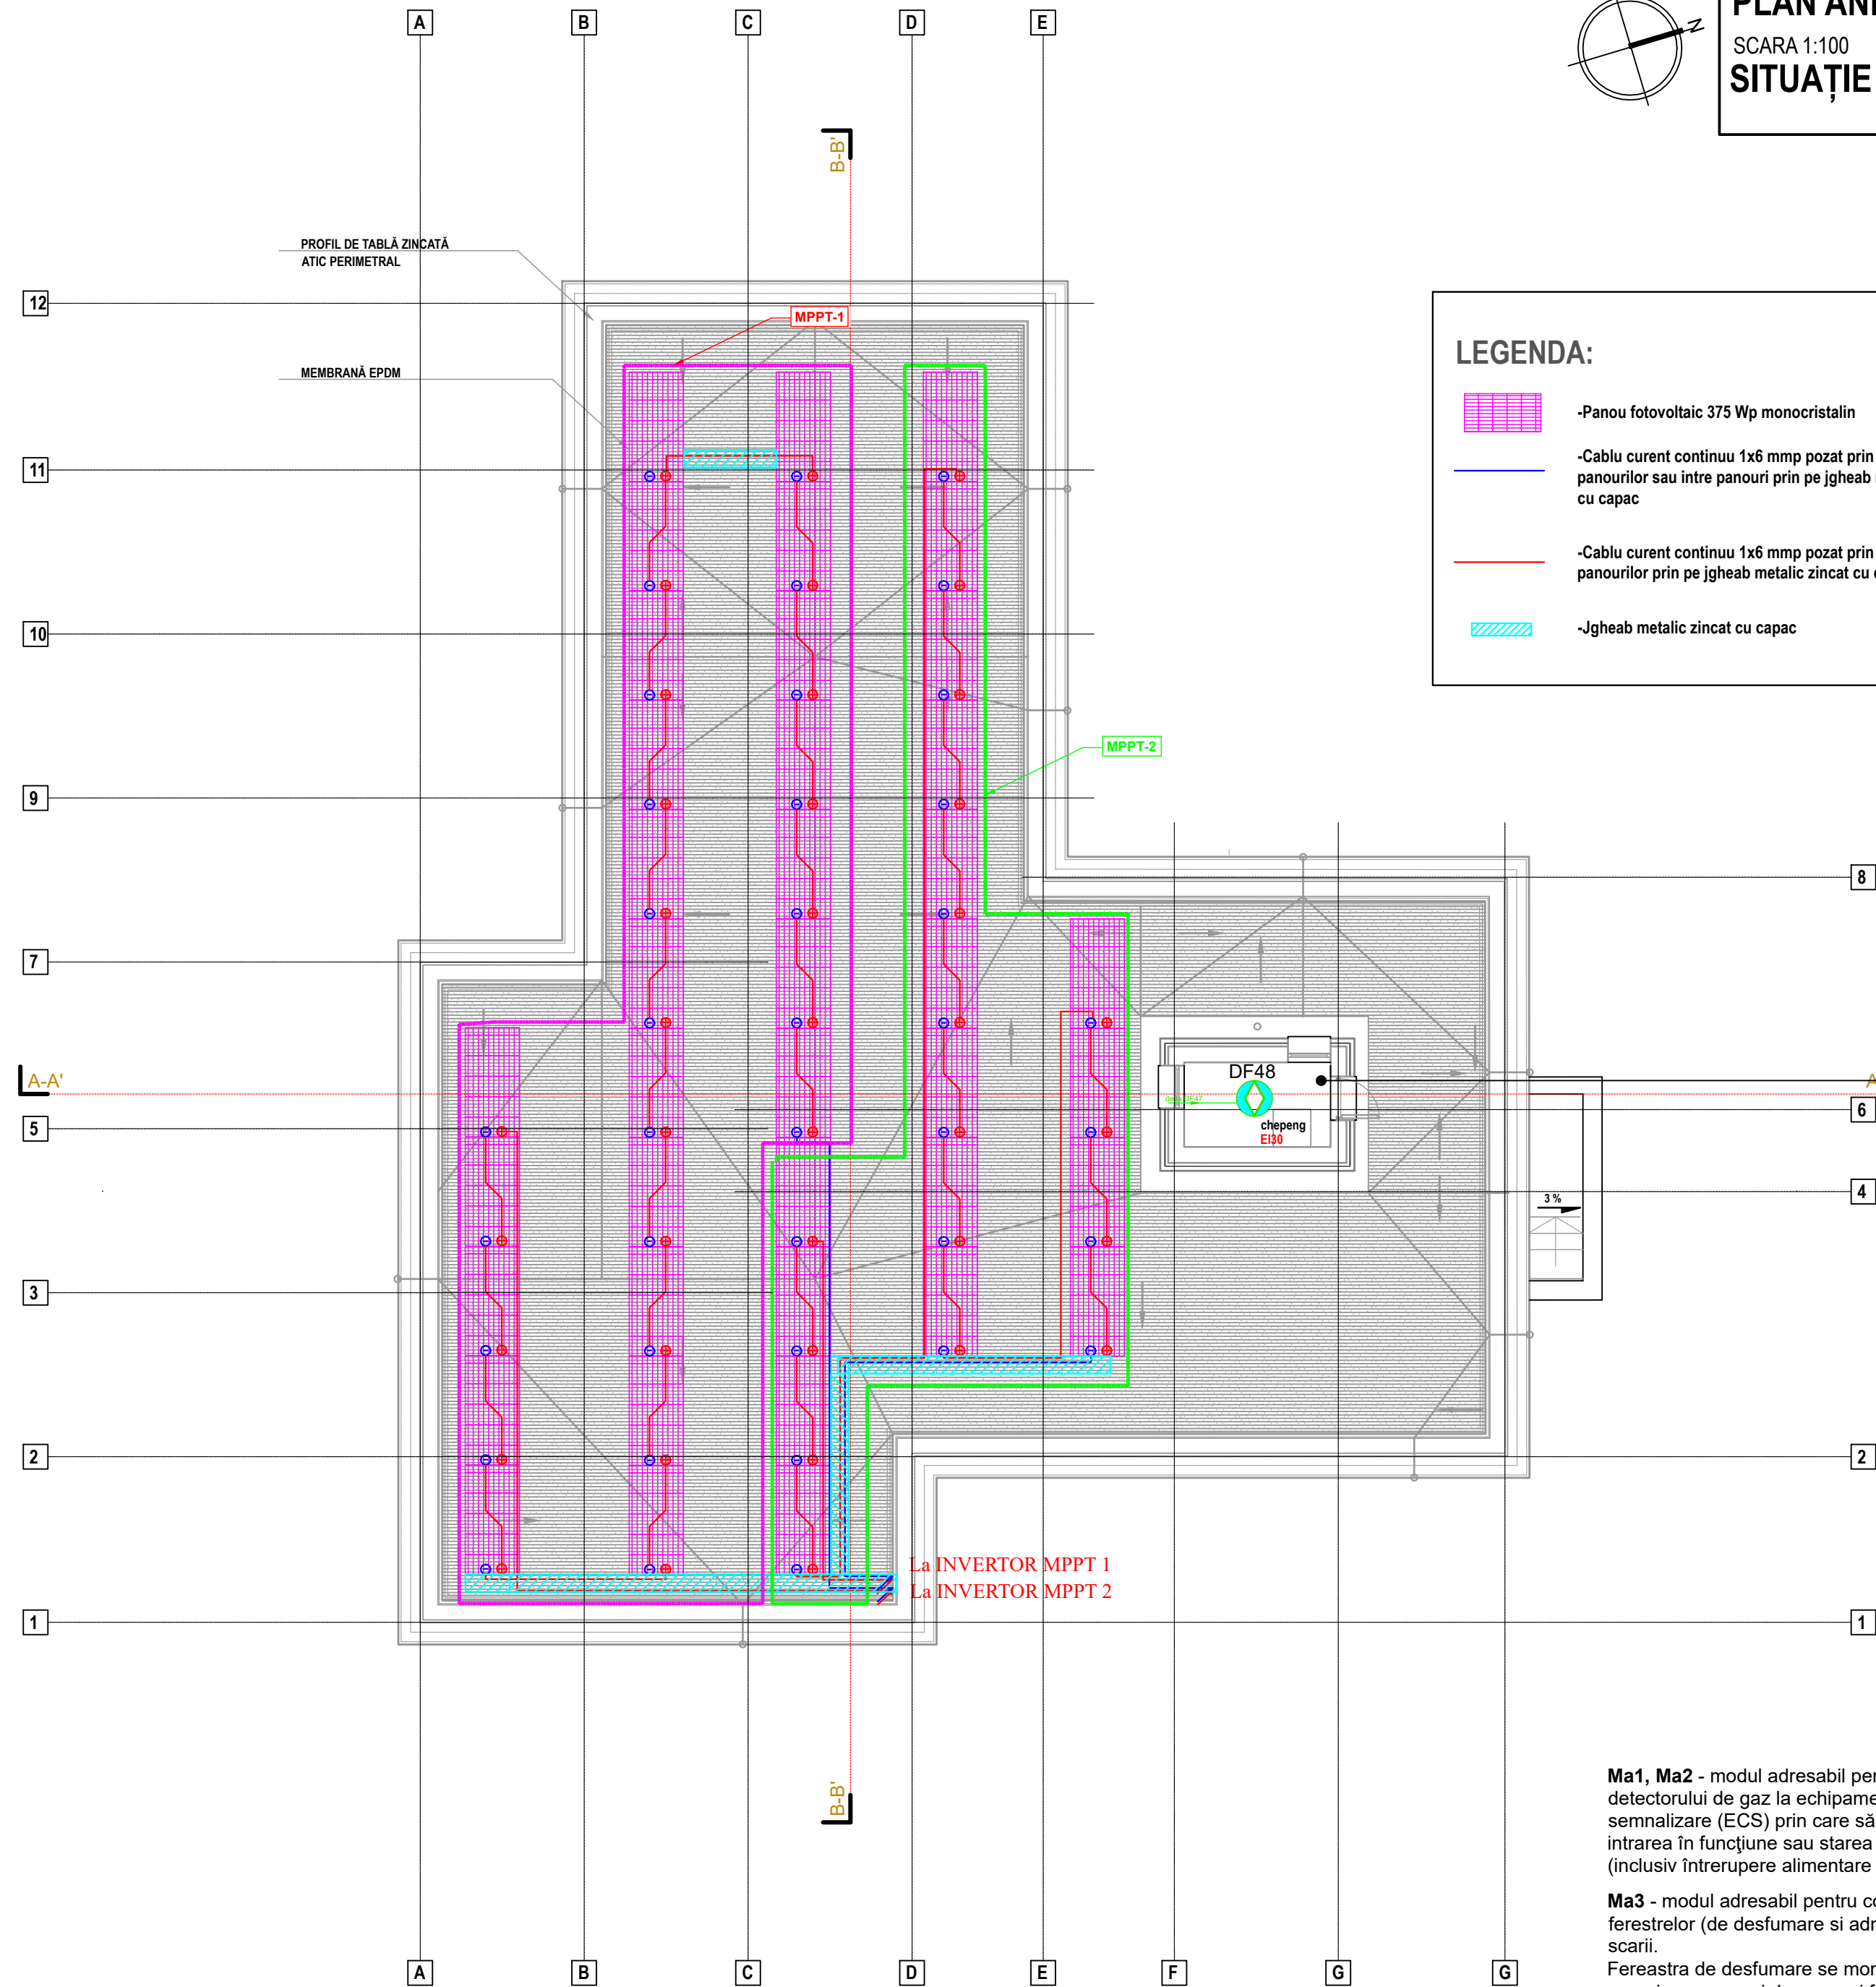 A
B
C
D
E
PLAN
SCARA 1:100
SITUAȚIE
N
B-B'
PROFIL DE TABLĂ ZINCATĂ
ATIC PERIMETRAL
12
MPPT-1
MEMBRANĂ EPDM
LEGENDA:
-Panou fotovoltaic 375 Wp monocristalin
-Cablu curent continuu 1x6 mmp pozat prin
panourilor sau intre panouri prin pe jgheab
cu capac
-Cablu curent continuu 1x6 mmp pozat prin
panourilor prin pe jgheab metalic zincat cu
-Jgheab metalic zincat cu capac
11
10
MPPT-2
9
8
7
A-A'
A
DF48
de la DF47
chepeng
EI30
6
5
4
3 %
3
2
2
La INVERTOR MPPT 1
La INVERTOR MPPT 2
1
1
B-B'
Ma1, Ma2 - modul adresabil
detectorului de gaz la
semnalizare (ECS) prin care să
intrarea în funcţiune sau starea
(inclusiv întrerupere alimentare
Ma3 - modul adresabil pentru
ferestrelor (de desfumare si
scarii.
Fereastra de desfumare se
A
B
C
D
E
F
G
G